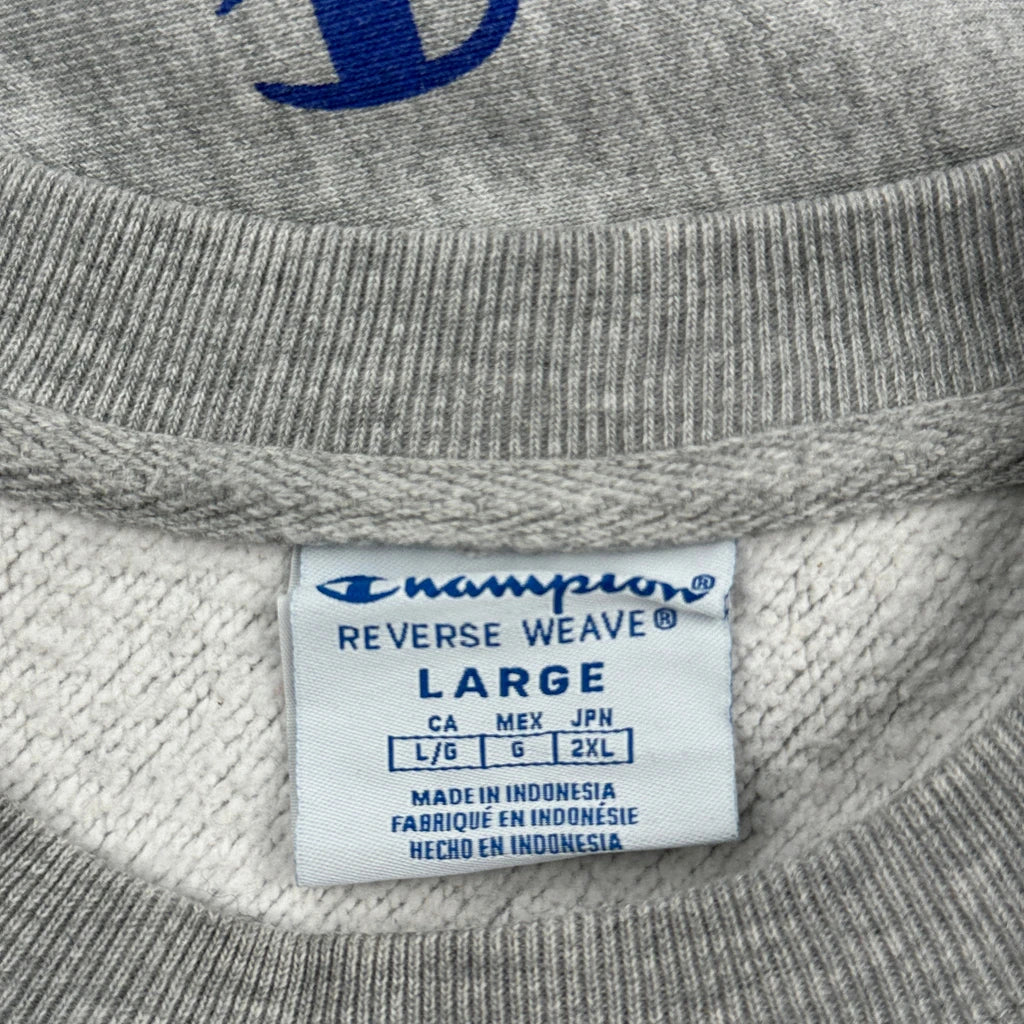 Champion®
REVERSE WEAVE®
LARGE
CA MEX JPN
L/G G 2XL
MADE IN INDONESIA
FABRIQUÉ EN INDONÉSIE
HECHO EN INDONESIA